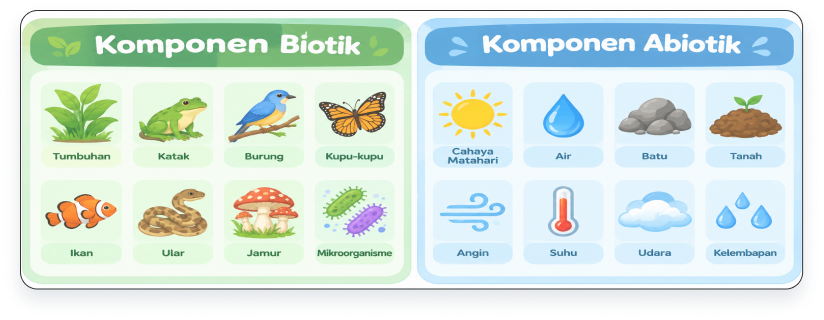 Komponen Biotik
Tumbuhan
Katak
Burung
Kupu-kupu
Ikan
Ular
Jamur
Mikroorganisme
Komponen Abiotik
Cahaya
Matahari
Air
Batu
Tanah
Angin
Suhu
Udara
Kelembapan